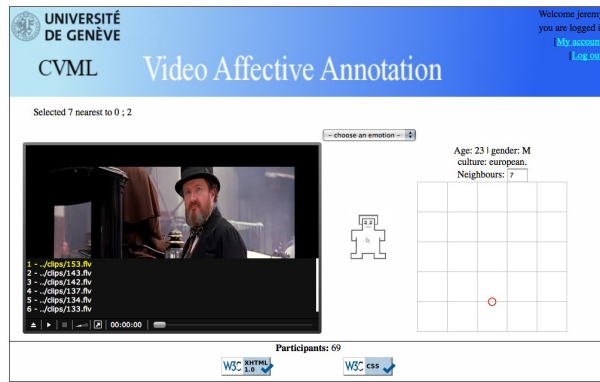 UNIVERSITÉ
DE GENÈVE
CVML
Video Affective Annotation
Welcome jeremy
you are logged i
[My account
[Log out
Selected 7 nearest to 0 ; 2
- choose an emotion -
Age: 23 | gender: M
culture: european.
Neighbours: 7
1 - ../clips/153.flv
2 - ../clips/143.flv
3 - ../clips/142.flv
4 - ../clips/137.flv
5 - ../clips/134.flv
6 - ../clips/133.flv
00:00:00
Participants: 69
W3C XHTML 1.0
W3C css